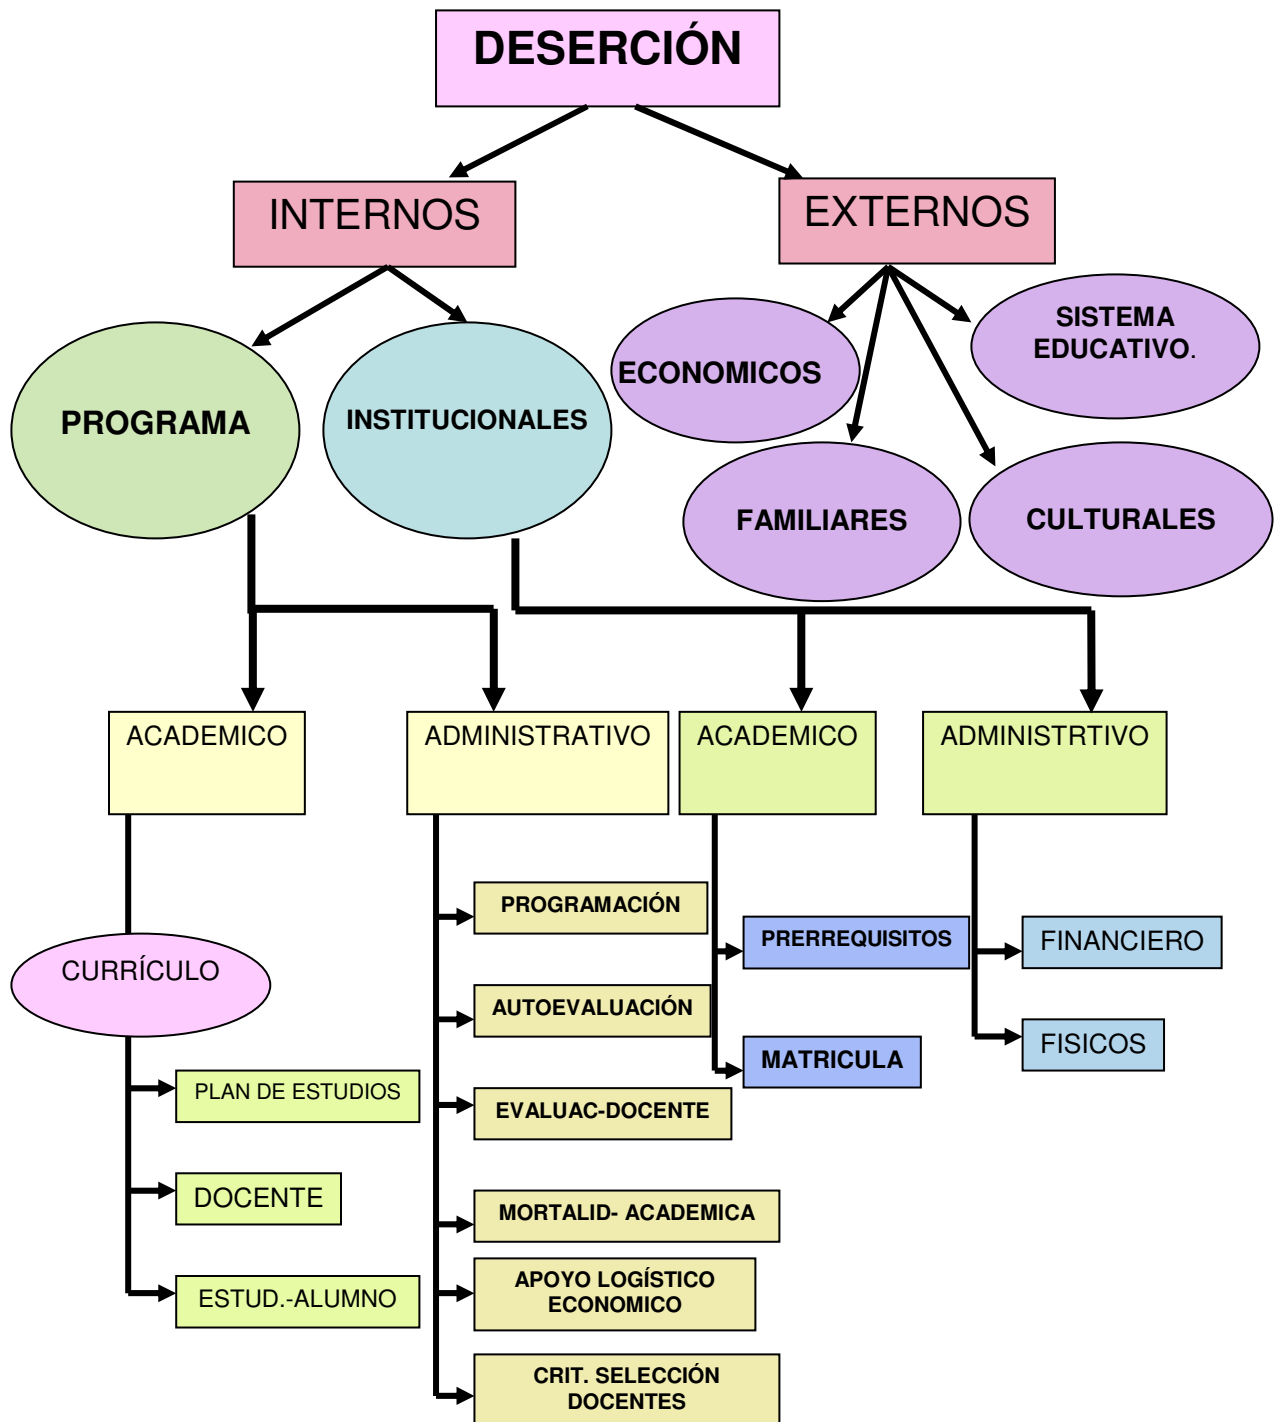 DESERCIÓN
INTERNOS
EXTERNOS
PROGRAMA
INSTITUCIONALES
ECONOMICOS
SISTEMA
EDUCATIVO.
FAMILIARES
CULTURALES
ACADEMICO
ADMINISTRATIVO
ACADEMICO
ADMINISTRTIVO
CURRÍCULO
PLAN DE ESTUDIOS
DOCENTE
ESTUD.-ALUMNO
PROGRAMACIÓN
AUTOEVALUACIÓN
EVALUAC-DOCENTE
MORTALID- ACADEMICA
APOYO LOGÍSTICO
ECONOMICO
CRIT. SELECCIÓN
DOCENTES
PRERREQUISITOS
MATRICULA
FINANCIERO
FISICOS